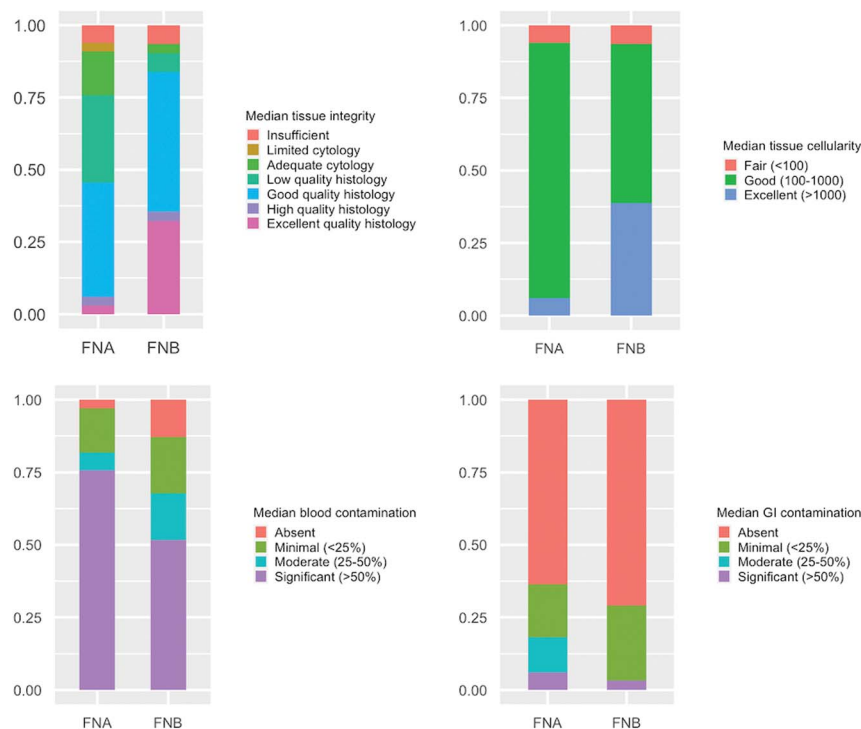 1.00
0.75
0.50
0.25
0.00
FNA FNB
Median tissue integrity
Insufficient
Limited cytology
Adequate cytology
Low quality histology
Good quality histology
High quality histology
Excellent quality histology
1.00
0.75
0.50
0.25
0.00
FNA FNB
Median tissue cellularity
Fair (<100)
Good (100-1000)
Excellent (>1000)
1.00
0.75
0.50
0.25
0.00
FNA FNB
Median blood contamination
Absent
Minimal (<25%)
Moderate (25-50%)
Significant (>50%)
1.00
0.75
0.50
0.25
0.00
FNA FNB
Median GI contamination
Absent
Minimal (<25%)
Moderate (25-50%)
Significant (>50%)